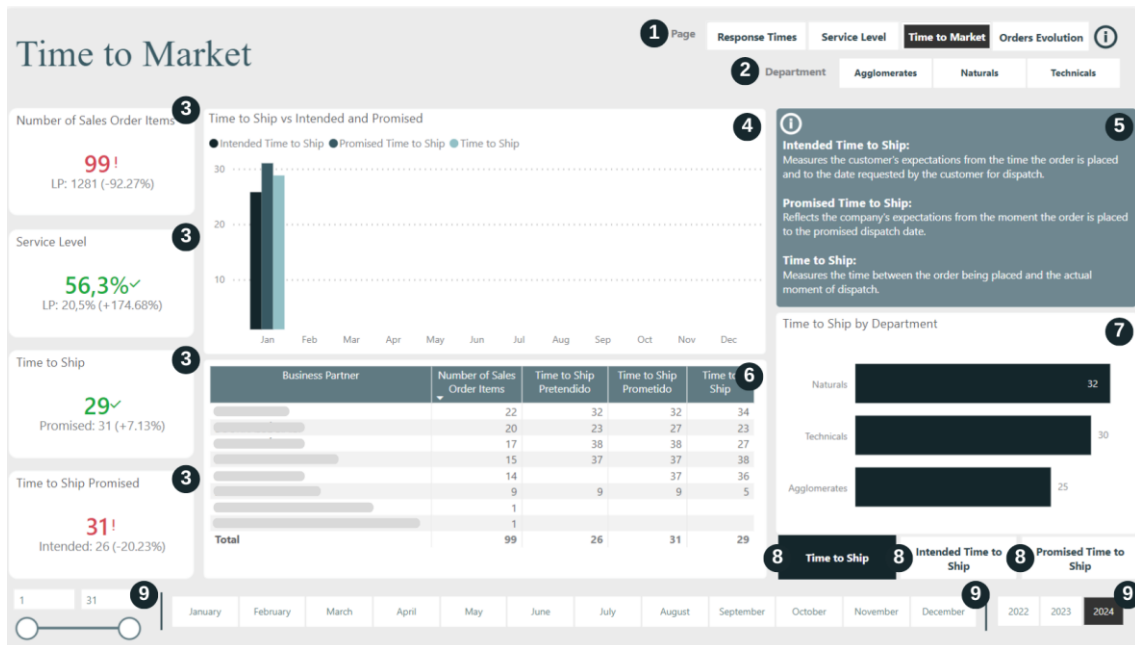 Time to Market
1 Page Response Times Service Level Time to Market Orders Evolution i
2 Department Agglomerates Naturals Technicals
Number of Sales Order Items 3
99 !
LP: 1281 (-92.27%)
Service Level 3
56,3%
LP: 20,5% (+174.68%)
Time to Ship 3
29
Promised: 31 (+7.13%)
Time to Ship Promised 3
31 !
Intended: 26 (-20.23%)
Time to Ship vs Intended and Promised 4
Intended Time to Ship Promised Time to Ship Time to Ship
30
20
10
Jan Feb Mar Apr May Jun Jul Aug Sep Oct Nov Dec
i 5
Intended Time to Ship:
Measures the customer's expectations from the time the order is placed
and to the date requested by the customer for dispatch.
Promised Time to Ship:
Reflects the company's expectations from the moment the order is placed
to the promised dispatch date.
Time to Ship:
Measures the time between the order being placed and the actual
moment of dispatch.
Business Partner Number of Sales Time to Ship Time to Ship Time to 6
Order Items Pretendido Prometido Ship
22 32 32 34
20 23 27 23
17 38 38 27
15 37 37 38
14 37 36
9 9 9 5
1
1
Total 99 26 31 29
Time to Ship by Department 7
Naturals 32
Technicals 30
Agglomerates 25
8 Time to Ship 8 Intended Time to 8 Promised Time to
Ship Ship
1 31 9
January February March April May June July August September October November December 9
2022 2023 2024 9